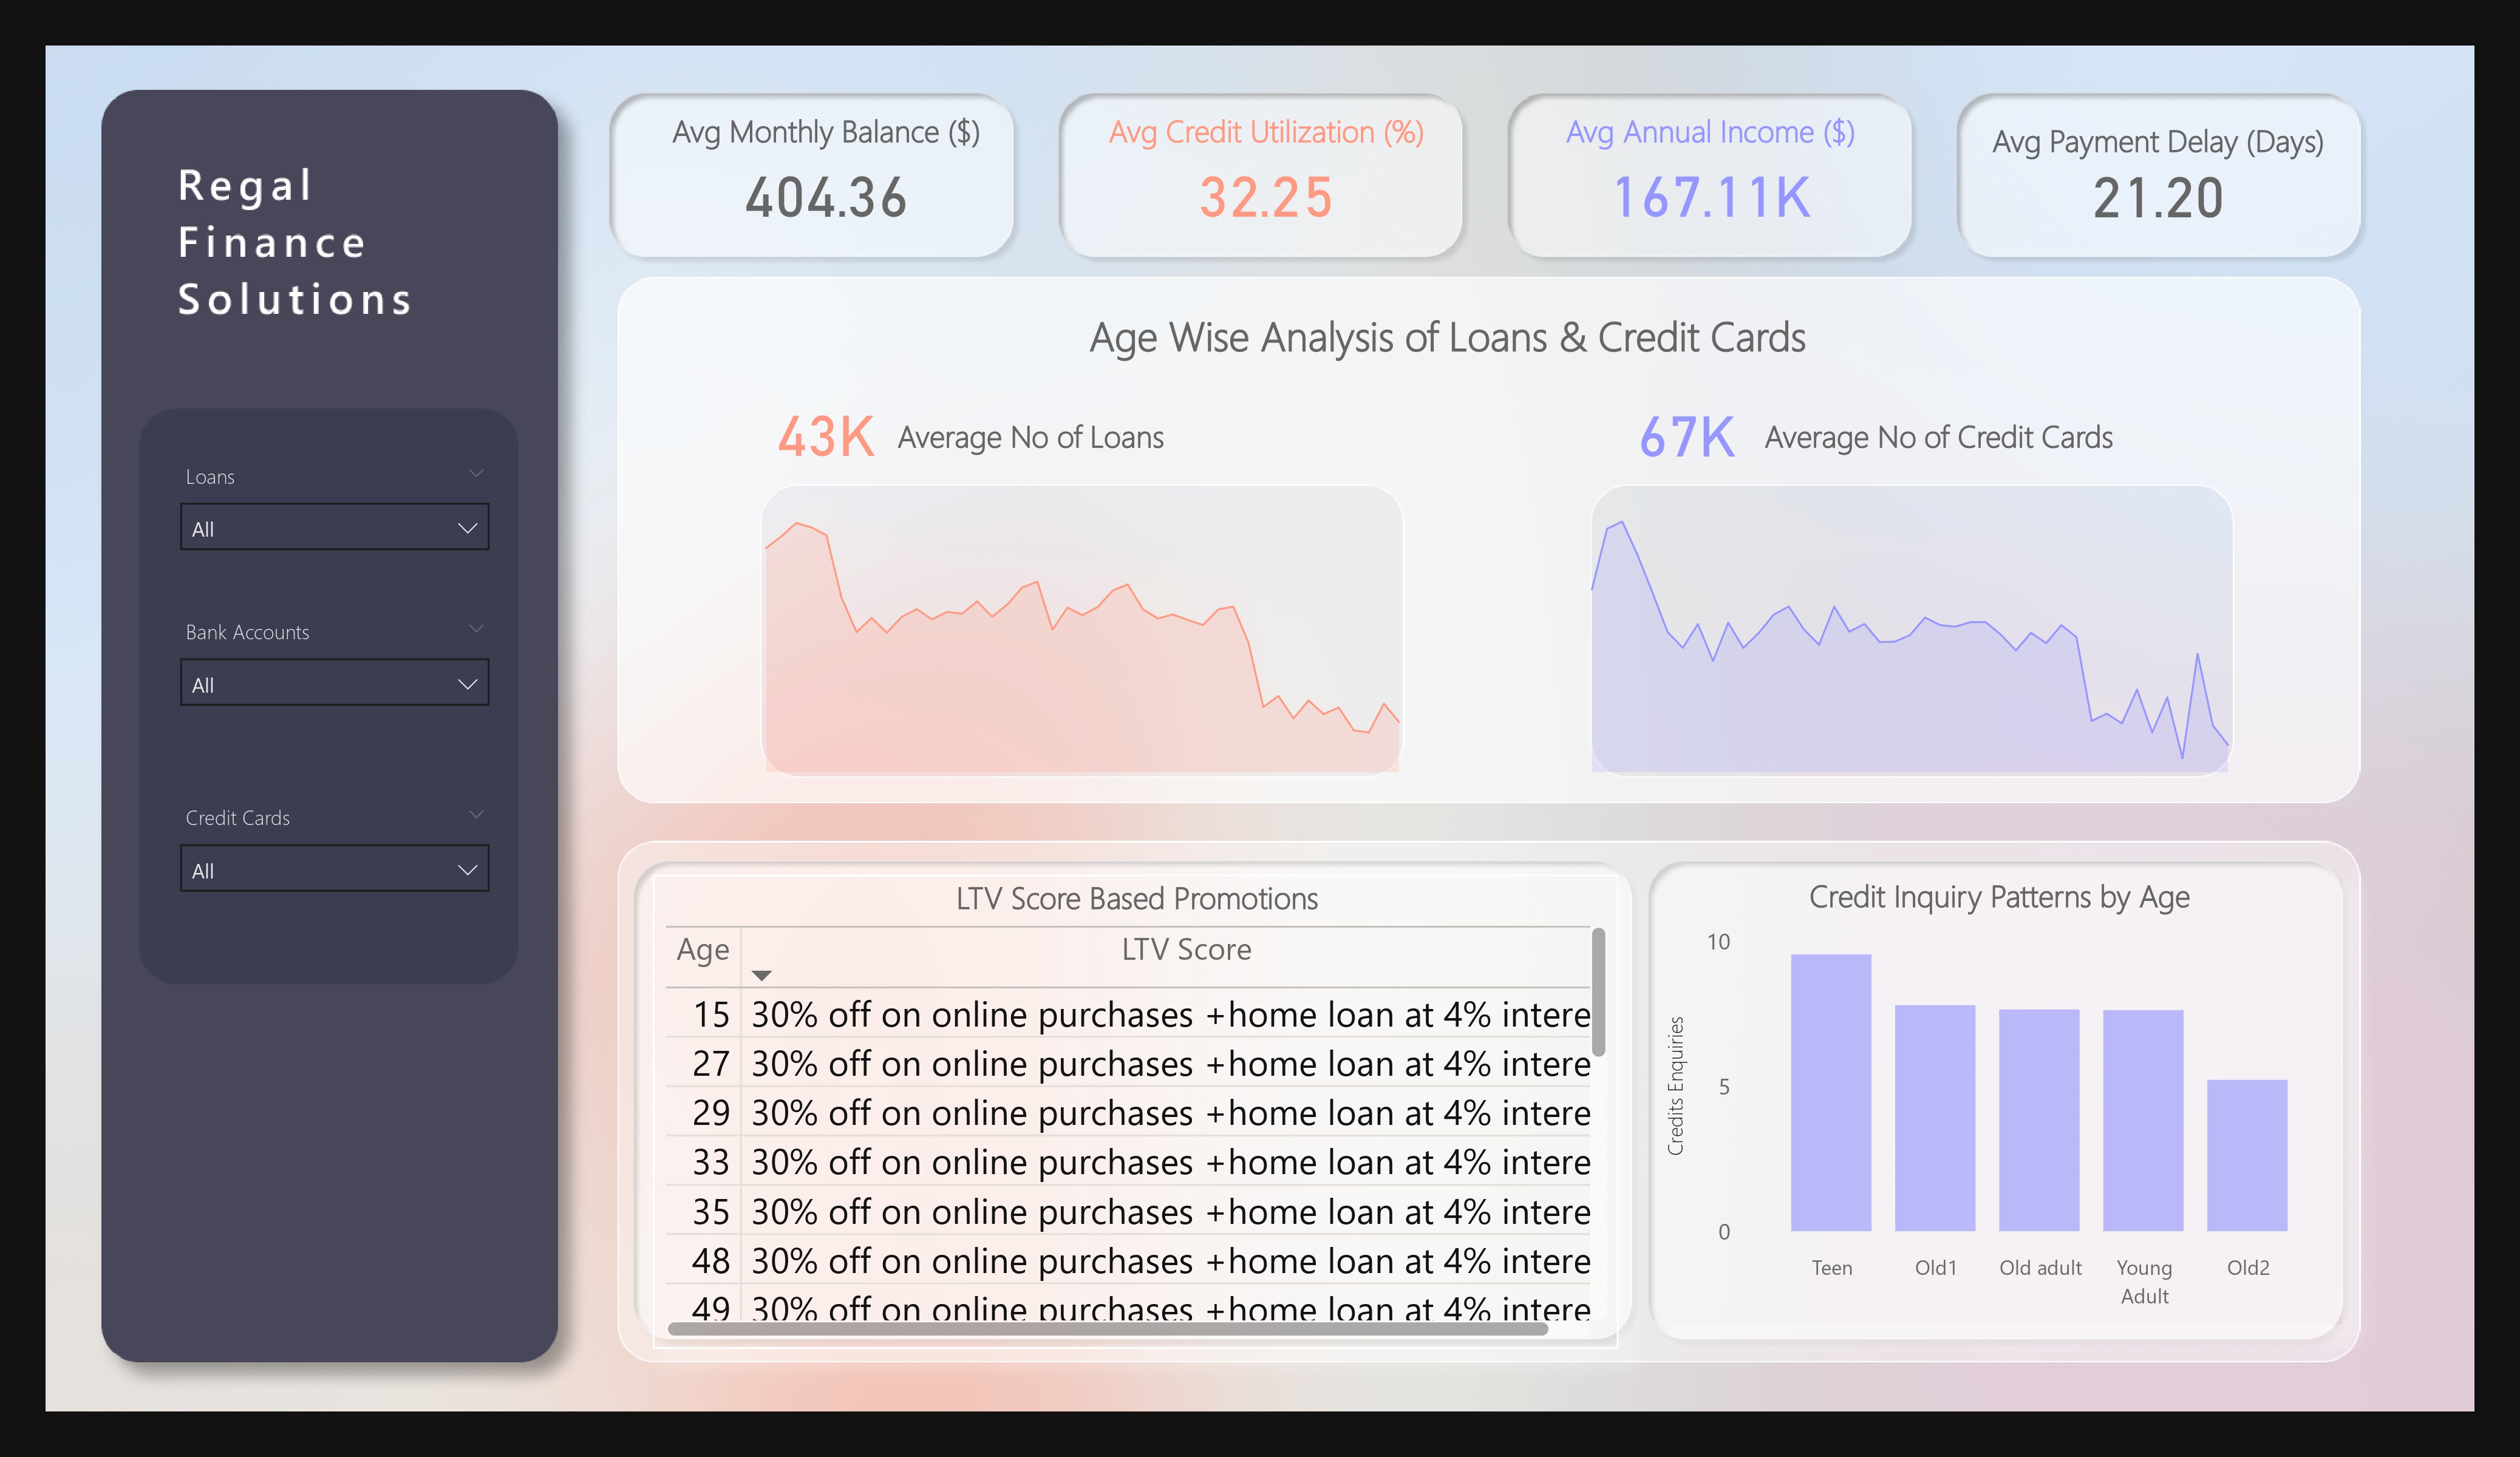 Regal
Finance
Solutions
Loans
All
Bank Accounts
All
Credit Cards
All
Avg Monthly Balance ($)
404.36
Avg Credit Utilization (%)
32.25
Avg Annual Income ($)
167.11K
Avg Payment Delay (Days)
21.20
Age Wise Analysis of Loans & Credit Cards
43K Average No of Loans
67K Average No of Credit Cards
LTV Score Based Promotions
Age LTV Score
15 30% off on online purchases +home loan at 4% intere
27 30% off on online purchases +home loan at 4% intere
29 30% off on online purchases +home loan at 4% intere
33 30% off on online purchases +home loan at 4% intere
35 30% off on online purchases +home loan at 4% intere
48 30% off on online purchases +home loan at 4% intere
49 30% off on online purchases +home loan at 4% intere
Credit Inquiry Patterns by Age
Credits Enquiries
10
5
0
Teen
Old1
Old adult
Young
Adult
Old2